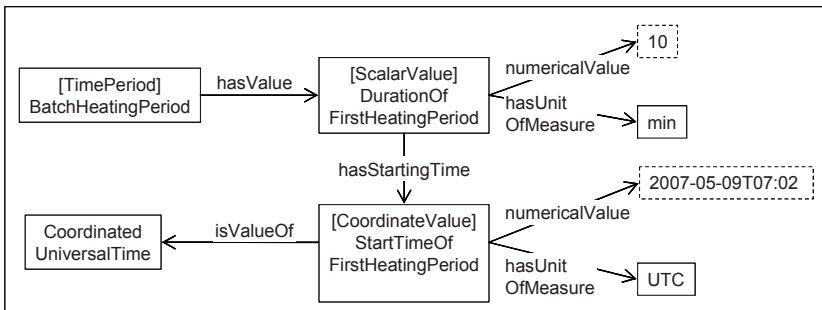 10
[TimePeriod]
BatchHeatingPeriod
hasValue
[ScalarValue]
DurationOf
FirstHeatingPeriod
numericalValue
hasUnit
OfMeasure
min
hasStartingTime
2007-05-09T07:02
Coordinated
UniversalTime
isValueOf
[CoordinateValue]
StartTimeOf
FirstHeatingPeriod
numericalValue
hasUnit
OfMeasure
UTC